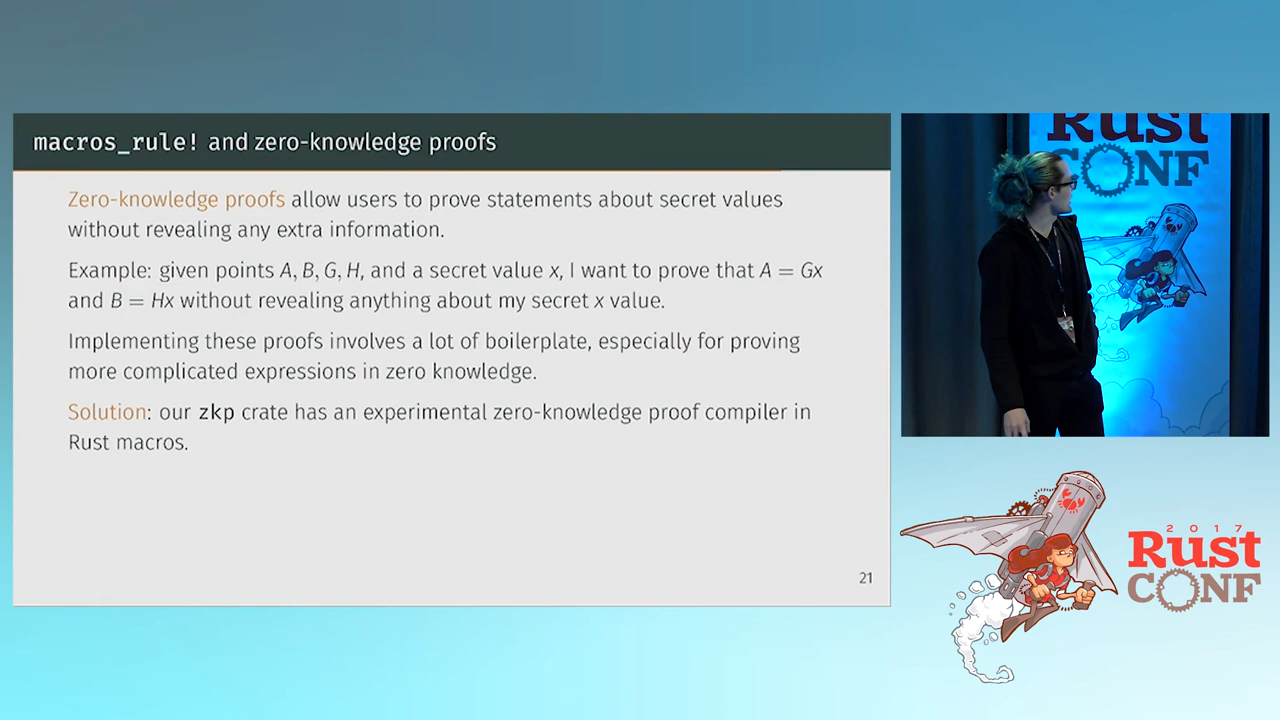 macros_rule! and zero-knowledge proofs
Zero-knowledge proofs allow users to prove statements about secret values
without revealing any extra information.
Example: given points A, B, G, H, and a secret value x, I want to prove that A = Gx
and B = Hx without revealing anything about my secret x value.
Implementing these proofs involves a lot of boilerplate, especially for proving
more complicated expressions in zero knowledge.
Solution: our zkp crate has an experimental zero-knowledge proof compiler in
Rust macros.
21
Rust
CONF
2017
Rust
CONF